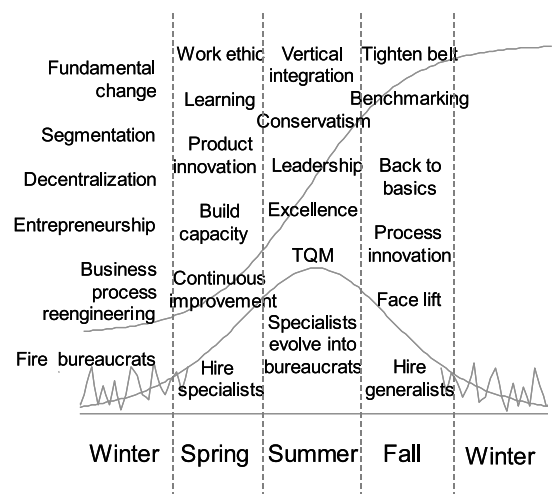 Fundamental
change
Segmentation
Decentralization
Entrepreneurship
Business
process
reengineering
Fire bureaucrats
Work ethic
Learning
Product
innovation
Build
capacity
Continuous
improvement
Hire
specialists
Vertical
integration
Conservatism
Leadership
Excellence
TQM
Specialists
evolve into
bureaucrats
Tighten belt
Benchmarking
Back to
basics
Process
innovation
Face lift
Hire
generalists
Winter
Spring
Summer
Fall
Winter